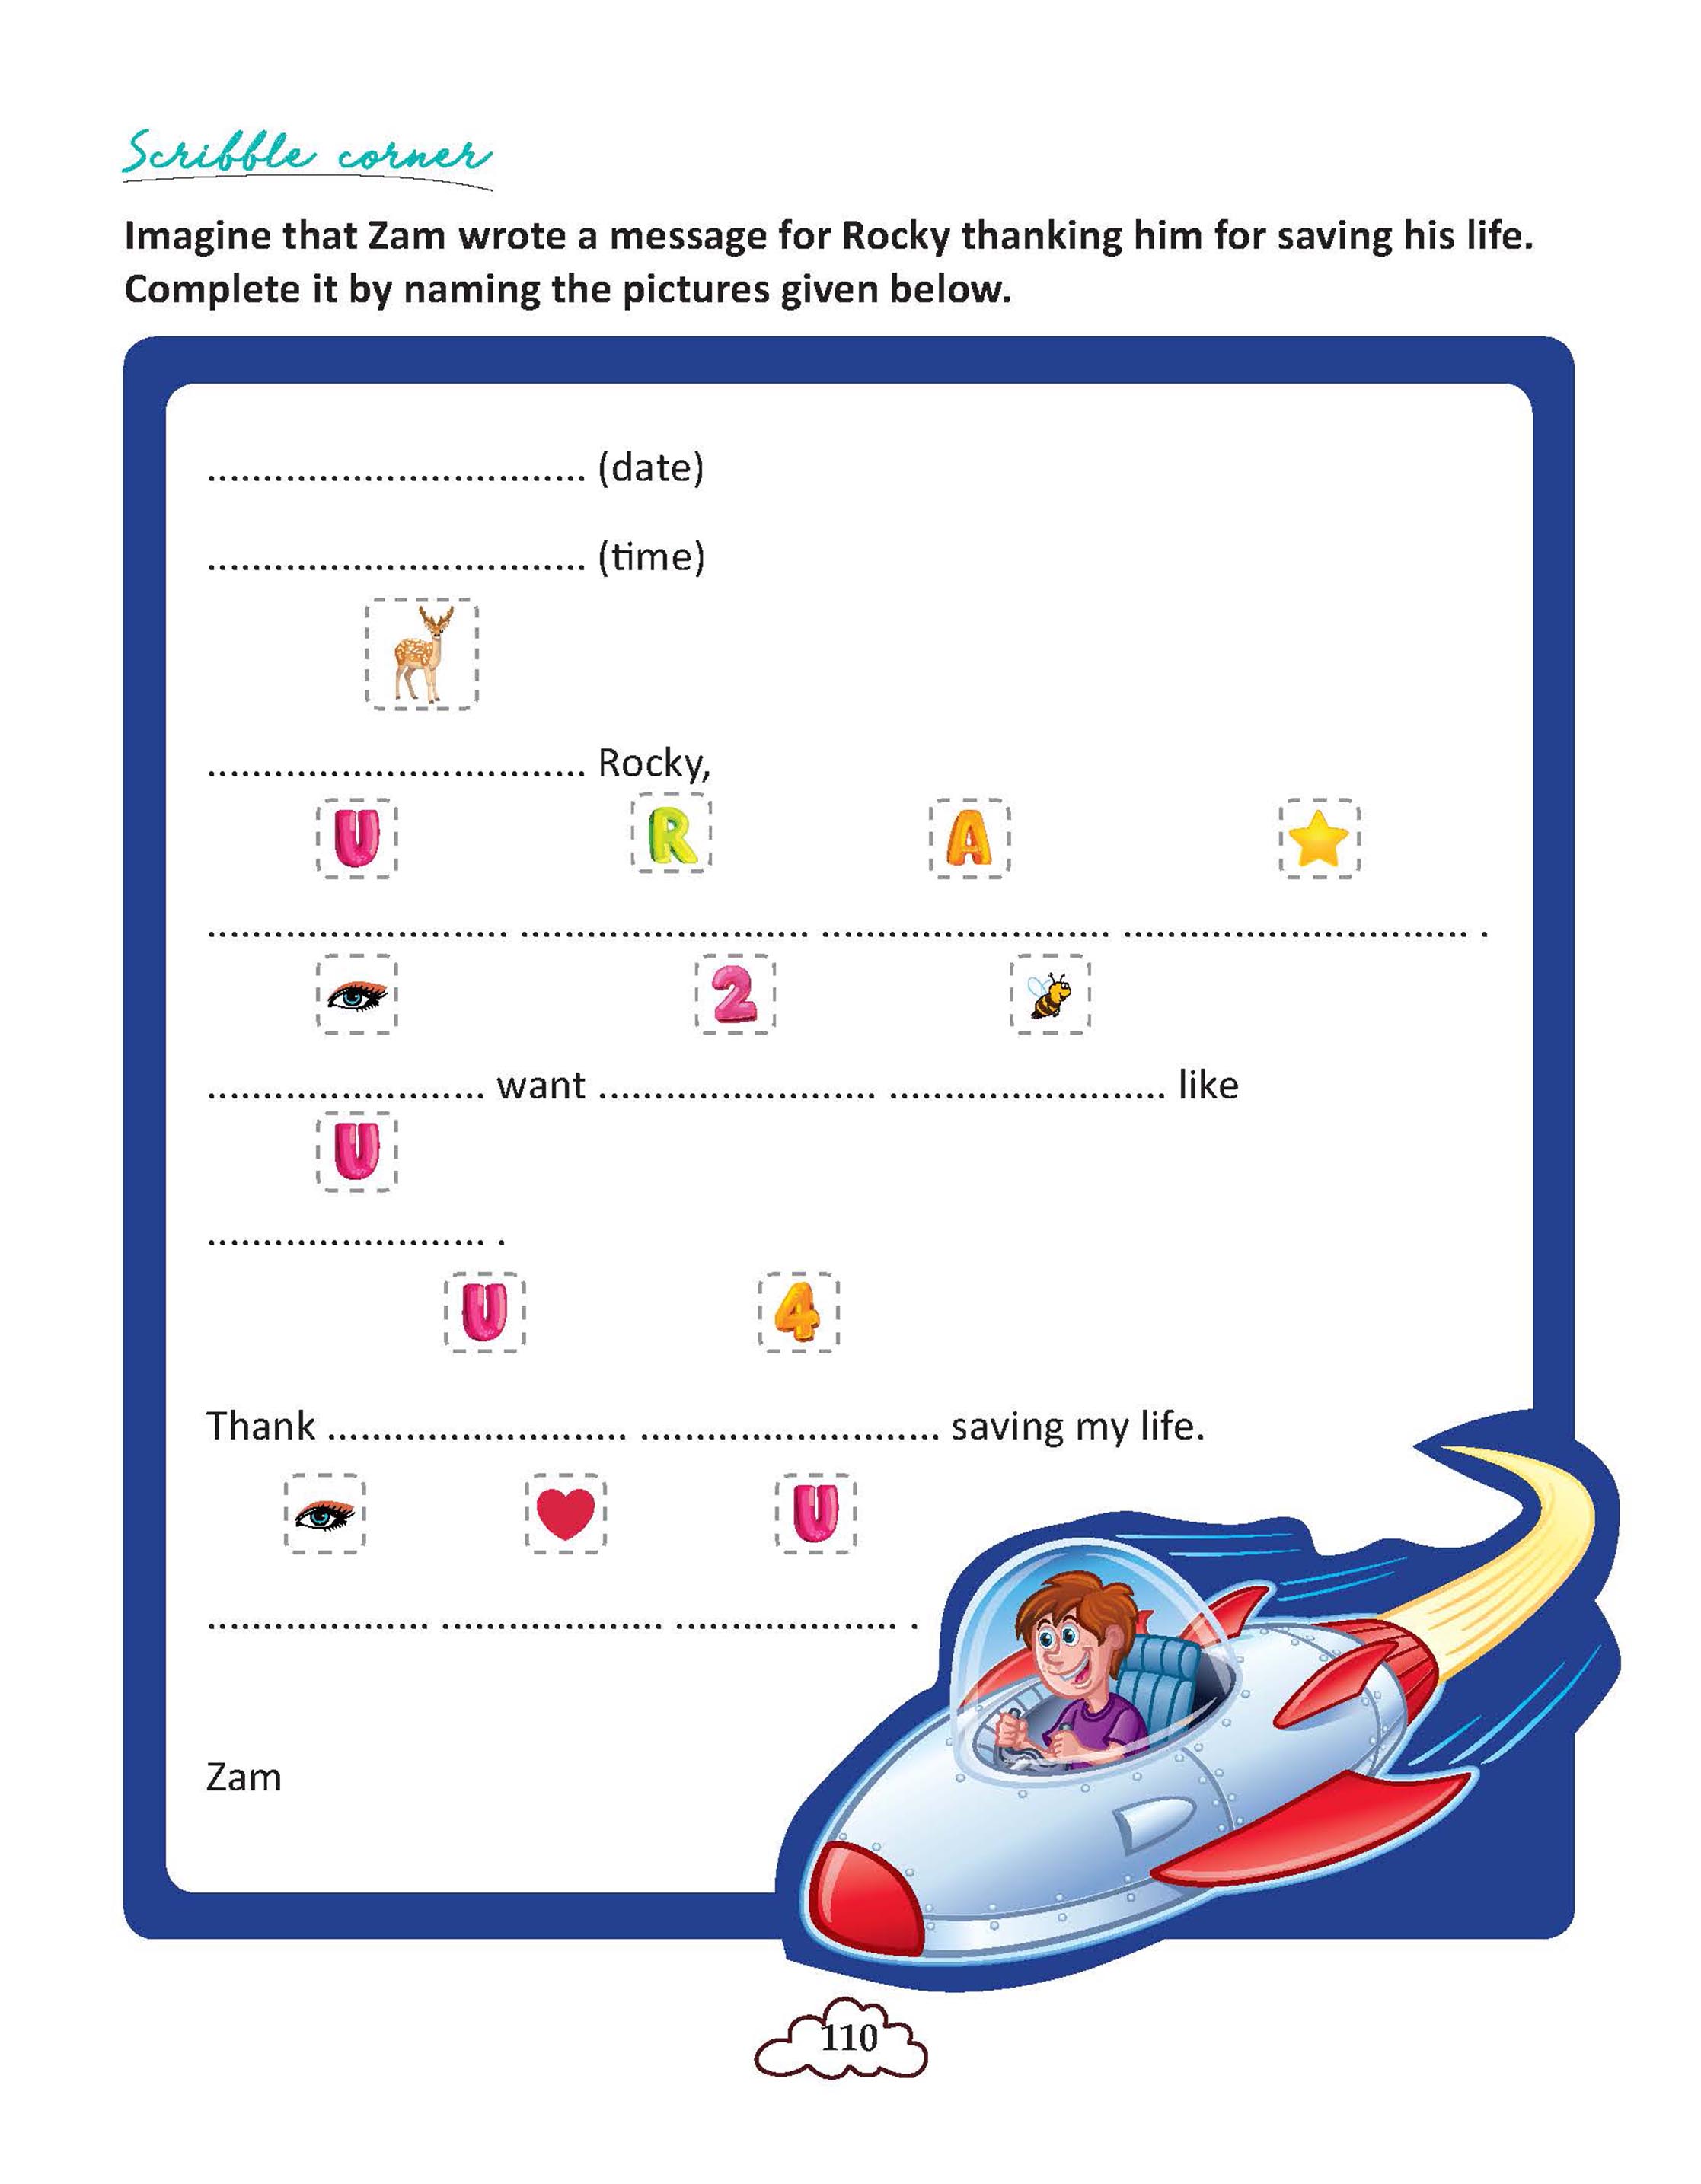 Scribble corner
Imagine that Zam wrote a message for Rocky thanking him for saving his life.
Complete it by naming the pictures given below.
.................................. (date)
.................................. (time)
.................................. Rocky,
U R A
........................... .......................... .......................... ............................... .
2
......................... want ......................... ......................... like
U
......................... .
U 4
Thank ........................... ........................... saving my life.
U
.................... .................... .................... .
Zam
110